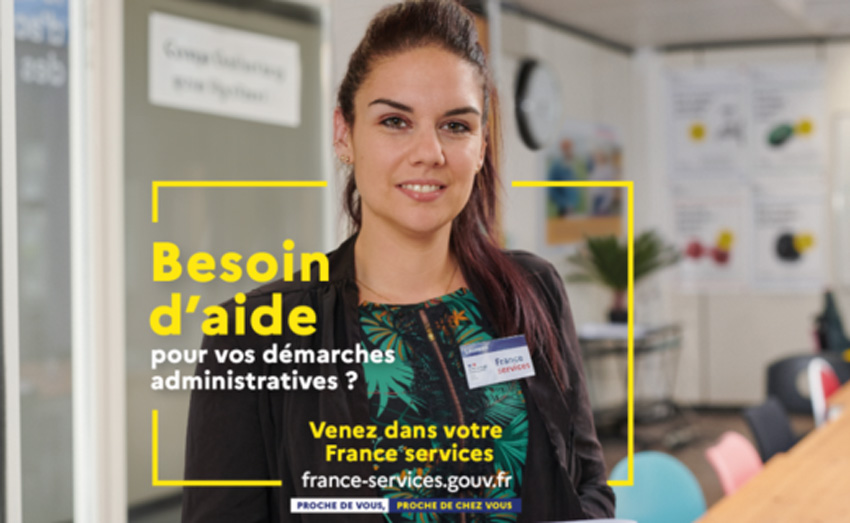 Besoin
d'aide
pour vos démarches
administratives ?
France
services
Venez dans votre
France services
france-services.gouv.fr
PROCHE DE VOUS, PROCHE DE CHEZ VOUS